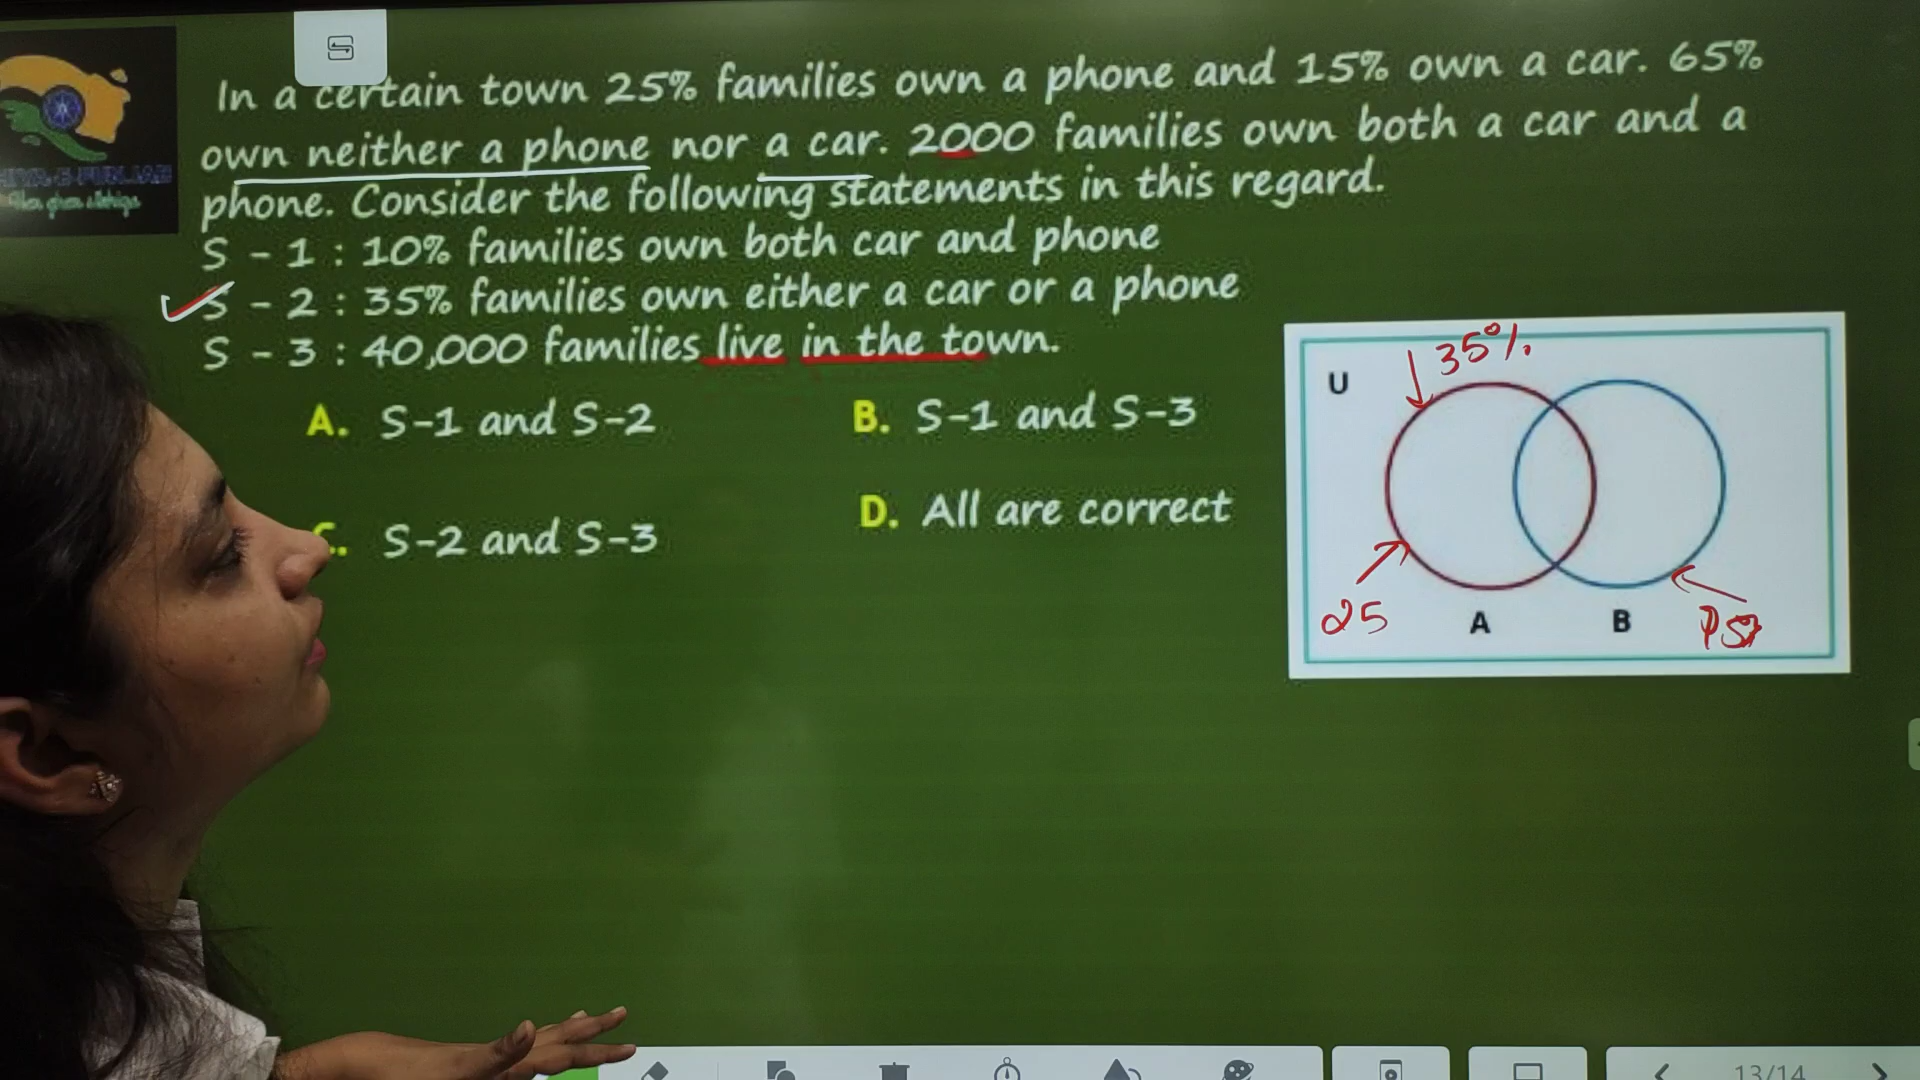 In a certain town 25% families own a phone and 15% own a car. 65%
own neither a phone nor a car. 2000 families own both a car and a
phone. Consider the following statements in this regard.
S - 1 : 10% families own both car and phone
S - 2 : 35% families own either a car or a phone
S - 3 : 40,000 families live in the town.
A. S-1 and S-2
B. S-1 and S-3
C. S-2 and S-3
D. All are correct
U
35%
25
A
B
13/14